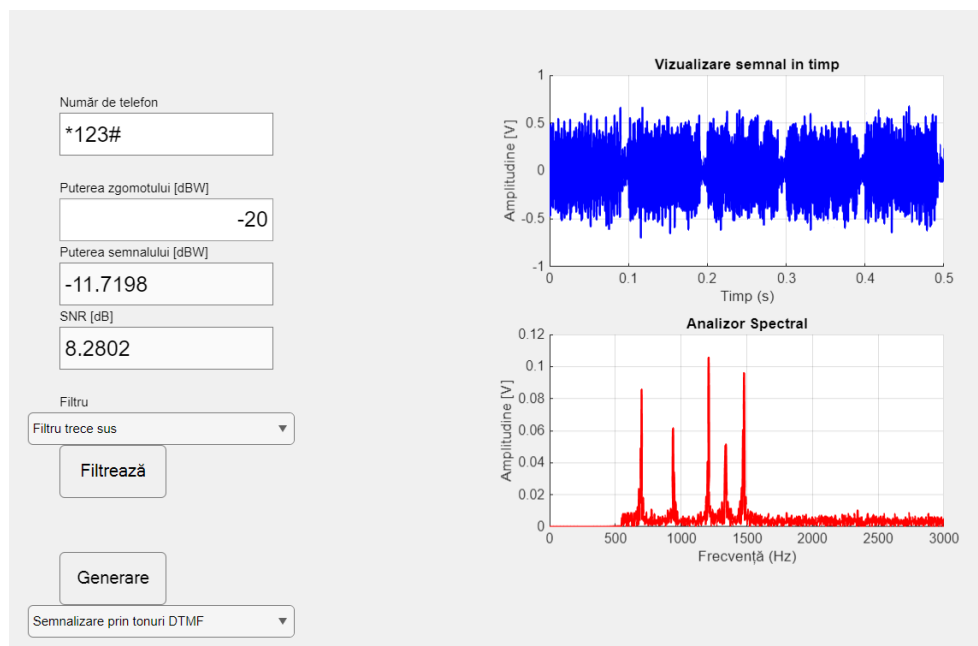 Număr de telefon
*123#
Puterea zgomotului [dBW]
-20
Puterea semnalului [dBW]
-11.7198
SNR [dB]
8.2802
Filtru
Filtru trece sus
Filtrează
Generare
Semnalizare prin tonuri DTMF
Vizualizare semnal in timp
Amplitudine [V]
1
0.5
0
-0.5
-1
0 0.1 0.2 0.3 0.4 0.5
Timp (s)
Analizor Spectral
Amplitudine [V]
0.12
0.1
0.08
0.06
0.04
0.02
0
0 500 1000 1500 2000 2500 3000
Frecvență (Hz)